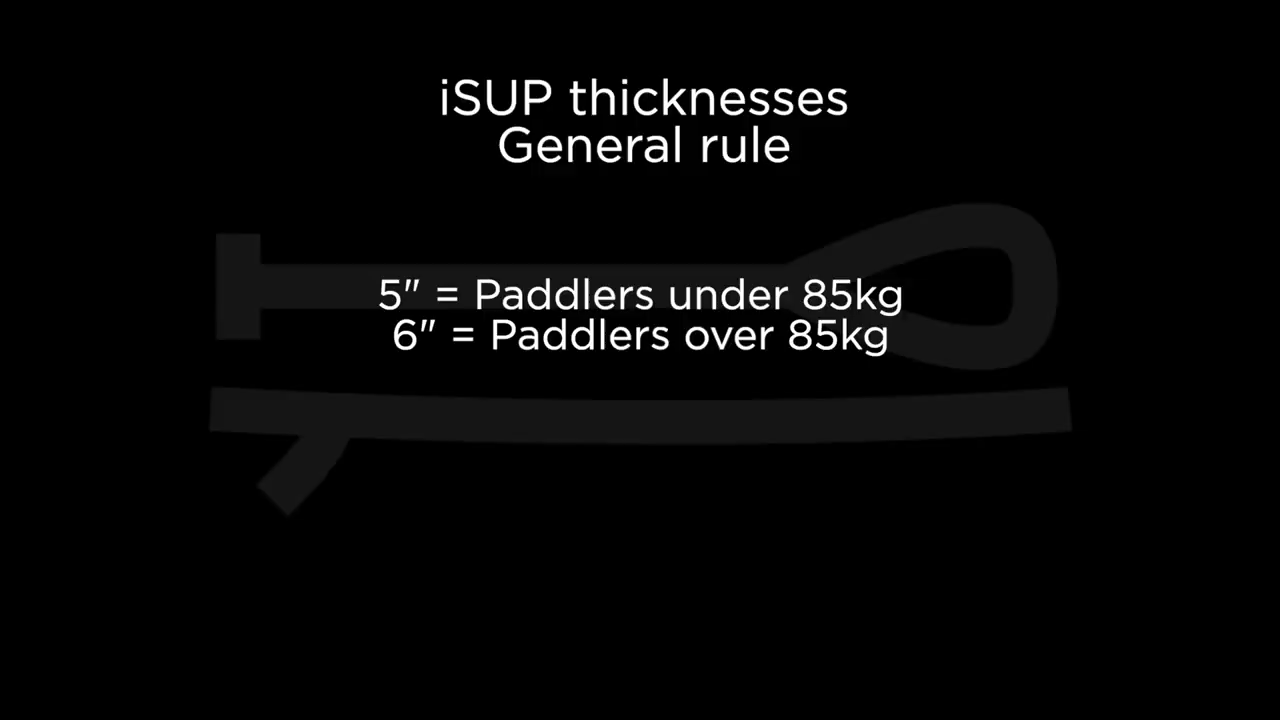 iSUP thicknesses
General rule
5" = Paddlers under 85kg
6" = Paddlers over 85kg